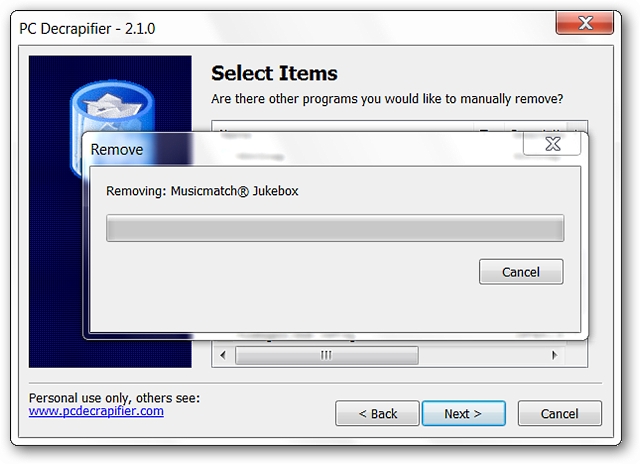 PC Decrapifier - 2.1.0
Select Items
Are there other programs you would like to manually remove?
Remove
Removing: Musicmatch® Jukebox
Cancel
Personal use only, others see:
www.pcdecrapifier.com
< Back
Next >
Cancel